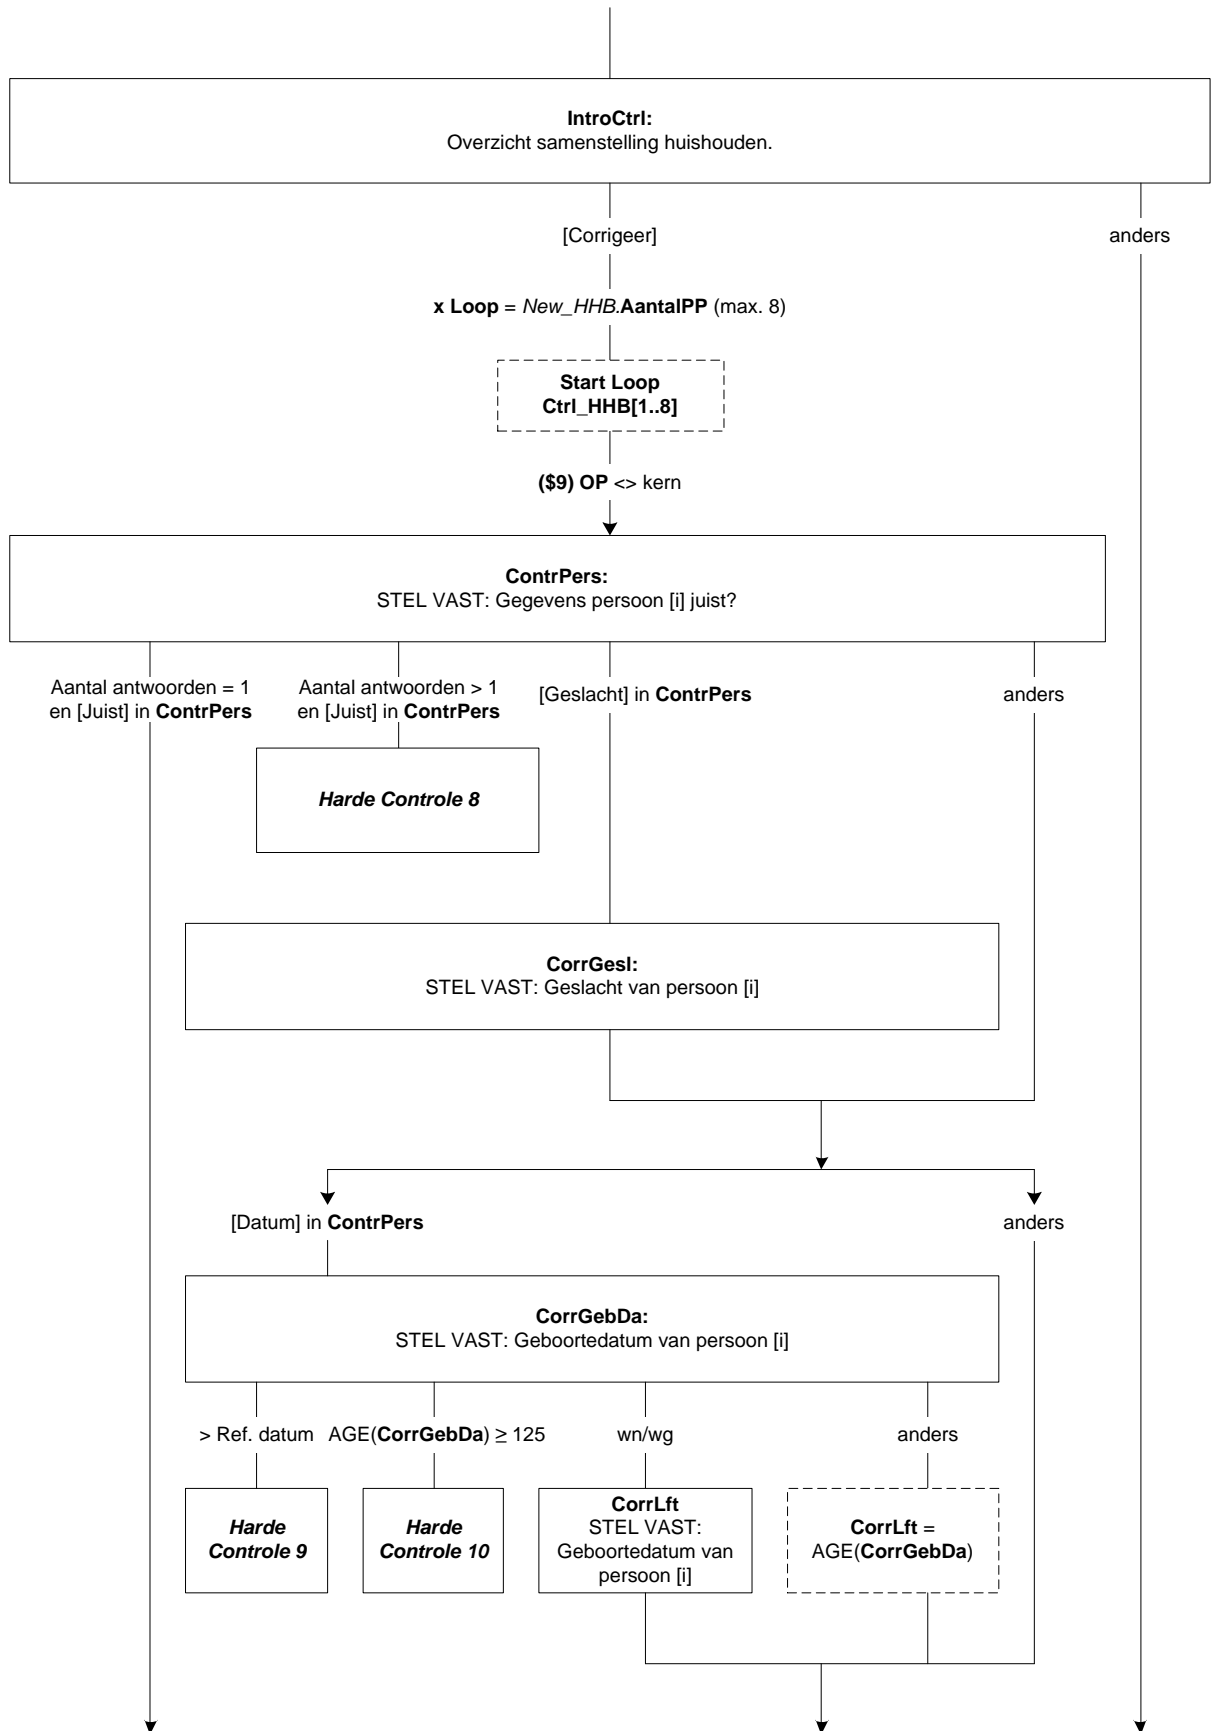 IntroCtrl:
Overzicht samenstelling huishouden.
[Corrigeer]
anders
x Loop = New_HHB.AantalPP (max. 8)
Start Loop
Ctrl_HHB[1..8]
($9) OP <> kern
ContrPers:
STEL VAST: Gegevens persoon [i] juist?
Aantal antwoorden = 1
en [Juist] in ContrPers
Aantal antwoorden > 1
en [Juist] in ContrPers
[Geslacht] in ContrPers
anders
Harde Controle 8
CorrGesl:
STEL VAST: Geslacht van persoon [i]
[Datum] in ContrPers
anders
CorrGebDa:
STEL VAST: Geboortedatum van persoon [i]
> Ref. datum
AGE(CorrGebDa) ≥ 125
wn/wg
anders
Harde
Controle 9
Harde
Controle 10
CorrLft
STEL VAST:
Geboortedatum van
persoon [i]
CorrLft =
AGE(CorrGebDa)